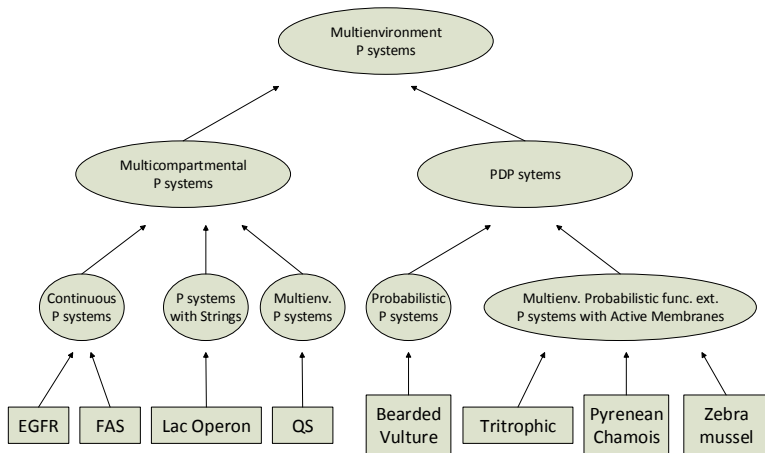 Multienvironment
P systems
Multicompartmental
P systems
PDP sytems
Continuous
P systems
P systems
with Strings
Multienv.
P systems
Probabilistic
P systems
Multienv. Probabilistic func. ext.
P systems with Active Membranes
EGFR
FAS
Lac Operon
QS
Bearded
Vulture
Tritrophic
Pyrenean
Chamois
Zebra
mussel